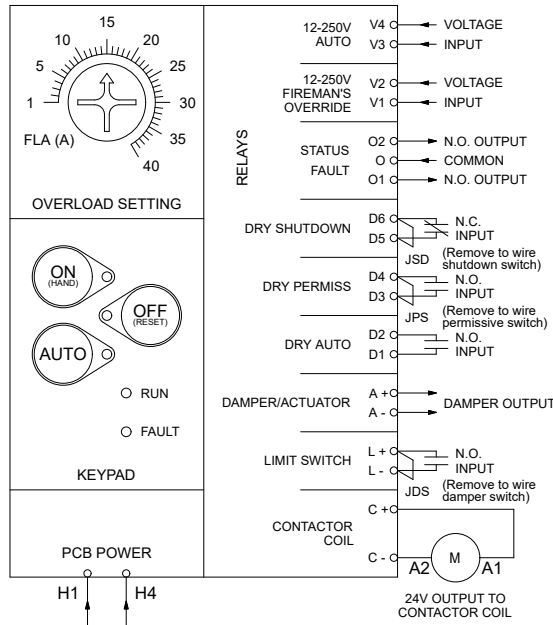 15
10
20
5
25
1
30
35
40
FLA (A)
OVERLOAD SETTING
ON
(HAND)
OFF
(RESET)
AUTO
RUN
FAULT
KEYPAD
PCB POWER
H1
H4
RELAYS
12-250V
AUTO
V4
VOLTAGE
V3
INPUT
12-250V
FIREMAN'S
OVERRIDE
V2
VOLTAGE
V1
INPUT
STATUS
FAULT
O2
N.O. OUTPUT
O
COMMON
O1
N.O. OUTPUT
DRY SHUTDOWN
D6
N.C.
D5
INPUT
JSD
(Remove to wire
shutdown switch)
DRY PERMISS
D4
N.O.
D3
INPUT
JPS
(Remove to wire
permissive switch)
DRY AUTO
D2
N.O.
D1
INPUT
DAMPER/ACTUATOR
A +
A -
DAMPER OUTPUT
LIMIT SWITCH
L +
N.O.
L -
INPUT
JDS
(Remove to wire
damper switch)
CONTACTOR
COIL
C +
C -
A2
M
A1
24V OUTPUT TO
CONTACTOR COIL